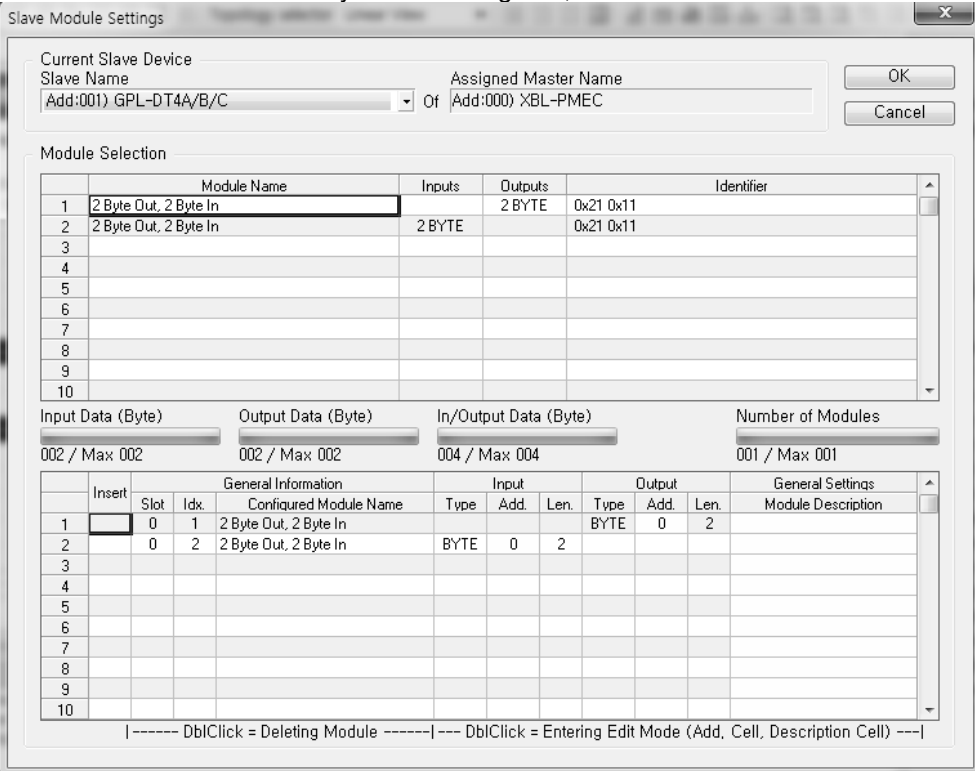 Topology selector Linear View
Slave Module Settings
Current Slave Device
Slave Name Assigned Master Name OK
Add:001) GPL-DT4A/B/C Of Add:000) XBL-PMEC
Cancel
Module Selection
Module Name Inputs Outputs Identifier
1 2 Byte Out, 2 Byte In 2 BYTE 0x21 0x11
2 2 Byte Out, 2 Byte In 2 BYTE 0x21 0x11
3
4
5
6
7
8
9
10
Input Data (Byte) Output Data (Byte) In/Output Data (Byte) Number of Modules
002 / Max 002 002 / Max 002 004 / Max 004 001 / Max 001
Insert General Information Input Output General Settings
Slot Idx. Configured Module Name Type Add. Len. Type Add. Len. Module Description
1 0 1 2 Byte Out, 2 Byte In BYTE 0 2
2 0 2 2 Byte Out, 2 Byte In BYTE 0 2
3
4
5
6
7
8
9
10
|------ DblClick = Deleting Module ------|--- DblClick = Entering Edit Mode (Add, Cell, Description Cell) ---|